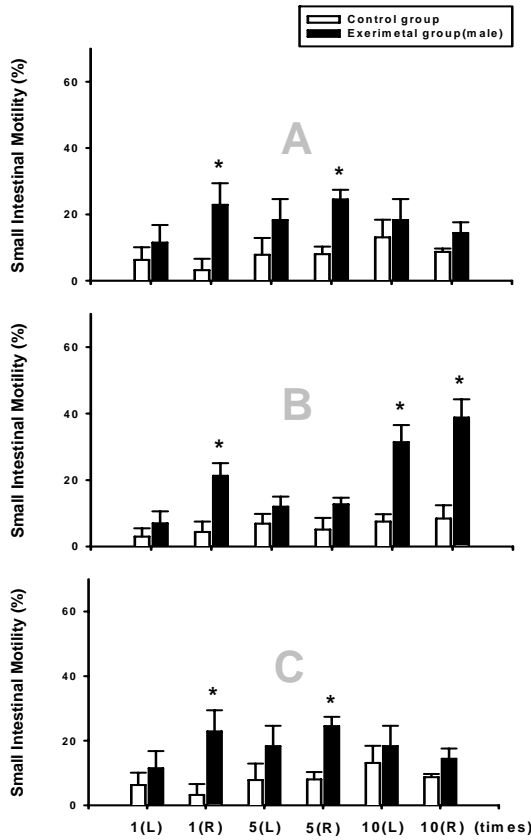 Control group
Exerimetal group(male)
Small Intestinal Motility (%)
60
40
20
0
A
*
*
Small Intestinal Motility (%)
60
40
20
0
B
*
*
*
Small Intestinal Motility (%)
60
40
20
0
C
*
*
1(L) 1(R) 5(L) 5(R) 10(L) 10(R) (times)